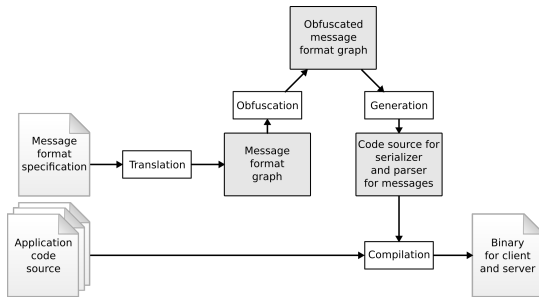 Obfuscated
message
format graph
Obfuscation
Generation
Message
format
specification
Translation
Message
format
graph
Code source for
serializer
and parser
for messages
Application
code
source
Compilation
Binary
for client
and server